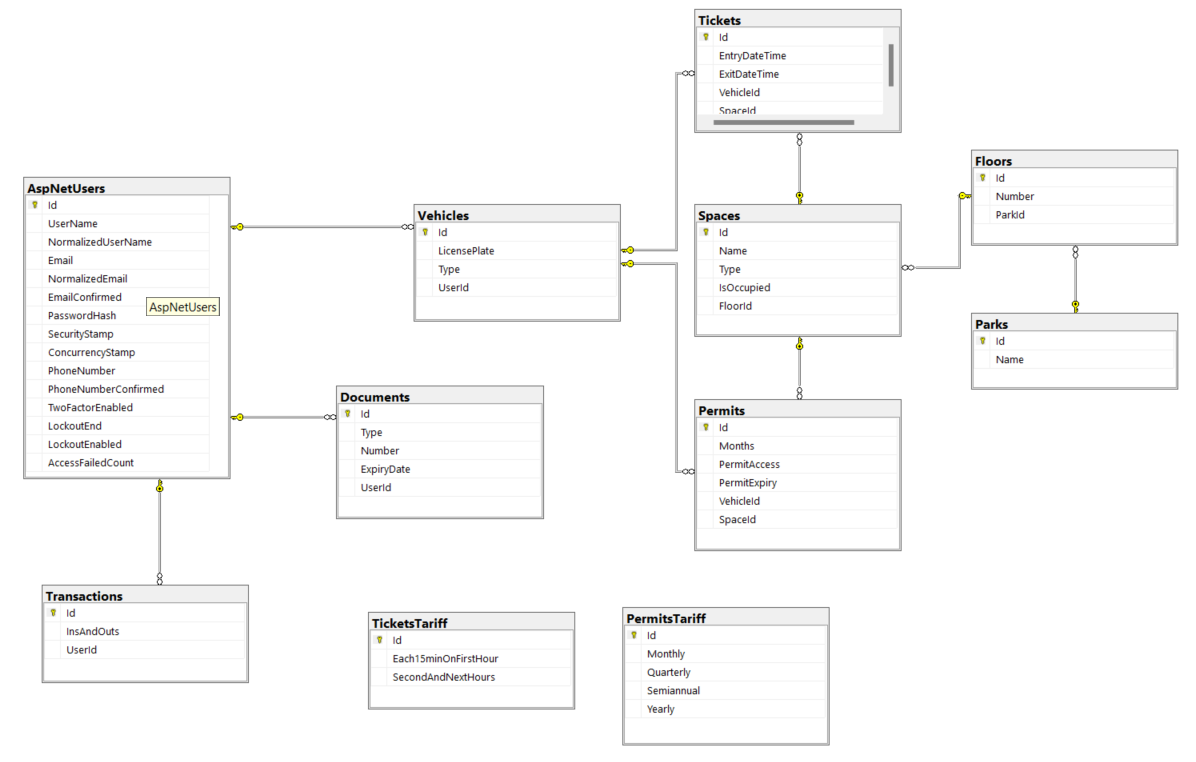 Tickets
Id
EntryDateTime
ExitDateTime
VehicleId
SpaceId
Floors
Id
Number
ParkId
AspNetUsers
Id
UserName
NormalizedUserName
Email
NormalizedEmail
EmailConfirmed
PasswordHash
SecurityStamp
ConcurrencyStamp
PhoneNumber
PhoneNumberConfirmed
TwoFactorEnabled
LockoutEnd
LockoutEnabled
AccessFailedCount
AspNetUsers
Vehicles
Id
LicensePlate
Type
UserId
Spaces
Id
Name
Type
IsOccupied
FloorId
Parks
Id
Name
Documents
Id
Type
Number
ExpiryDate
UserId
Permits
Id
Months
PermitAccess
PermitExpiry
VehicleId
SpaceId
Transactions
Id
InsAndOuts
UserId
TicketsTariff
Id
Each15minOnFirstHour
SecondAndNextHours
PermitsTariff
Id
Monthly
Quarterly
Semiannual
Yearly